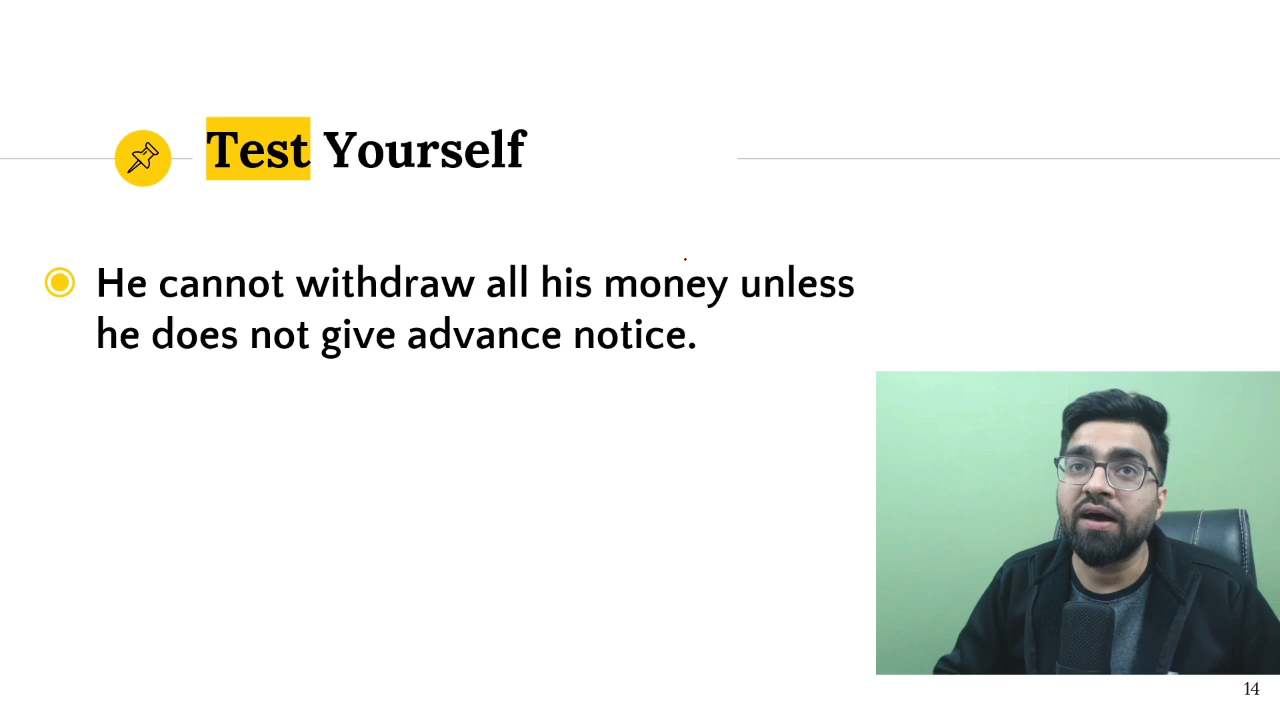 Test Yourself
He cannot withdraw all his money unless
he does not give advance notice.
14